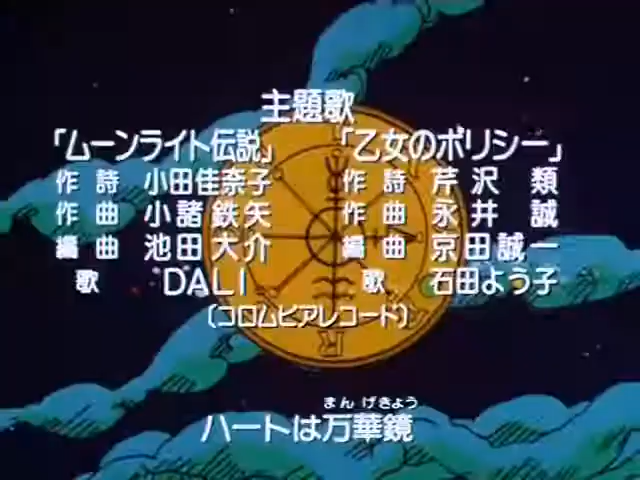 主題歌
「ムーンライト伝説」 「乙女のポリシー」
作詩 小田佳奈子 作詩 芹沢 類
作曲 小諸鉄矢 作曲 永井 誠
編曲 池田大介 編曲 京田誠一
歌 DALI 歌 石田よう子
(コロムビアレコード)
まん げきょう
ハートは万華鏡